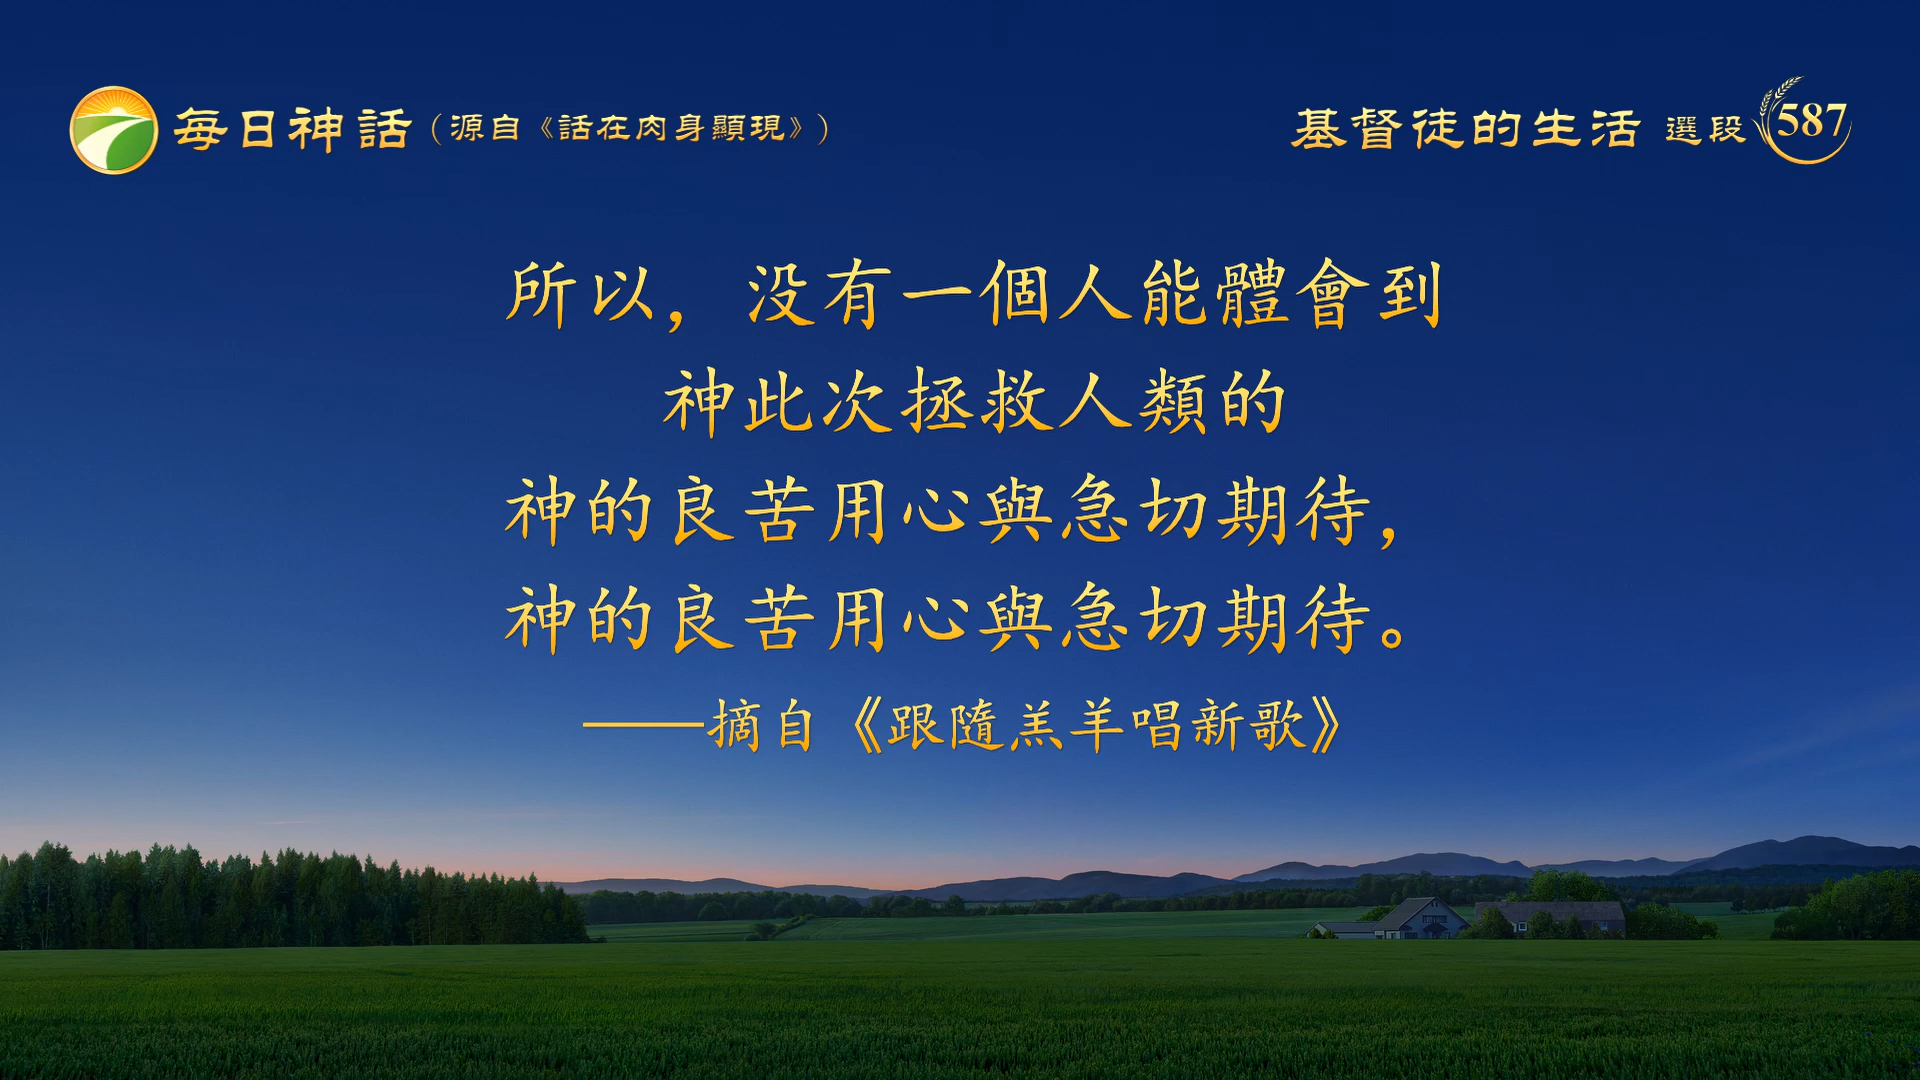 每日神話（源自《話在肉身顯現》）
基督徒的生活 選段 587
所以，没有一個人能體會到
神此次拯救人類的
神的良苦用心與急切期待，
神的良苦用心與急切期待。
——摘自《跟隨羔羊唱新歌》